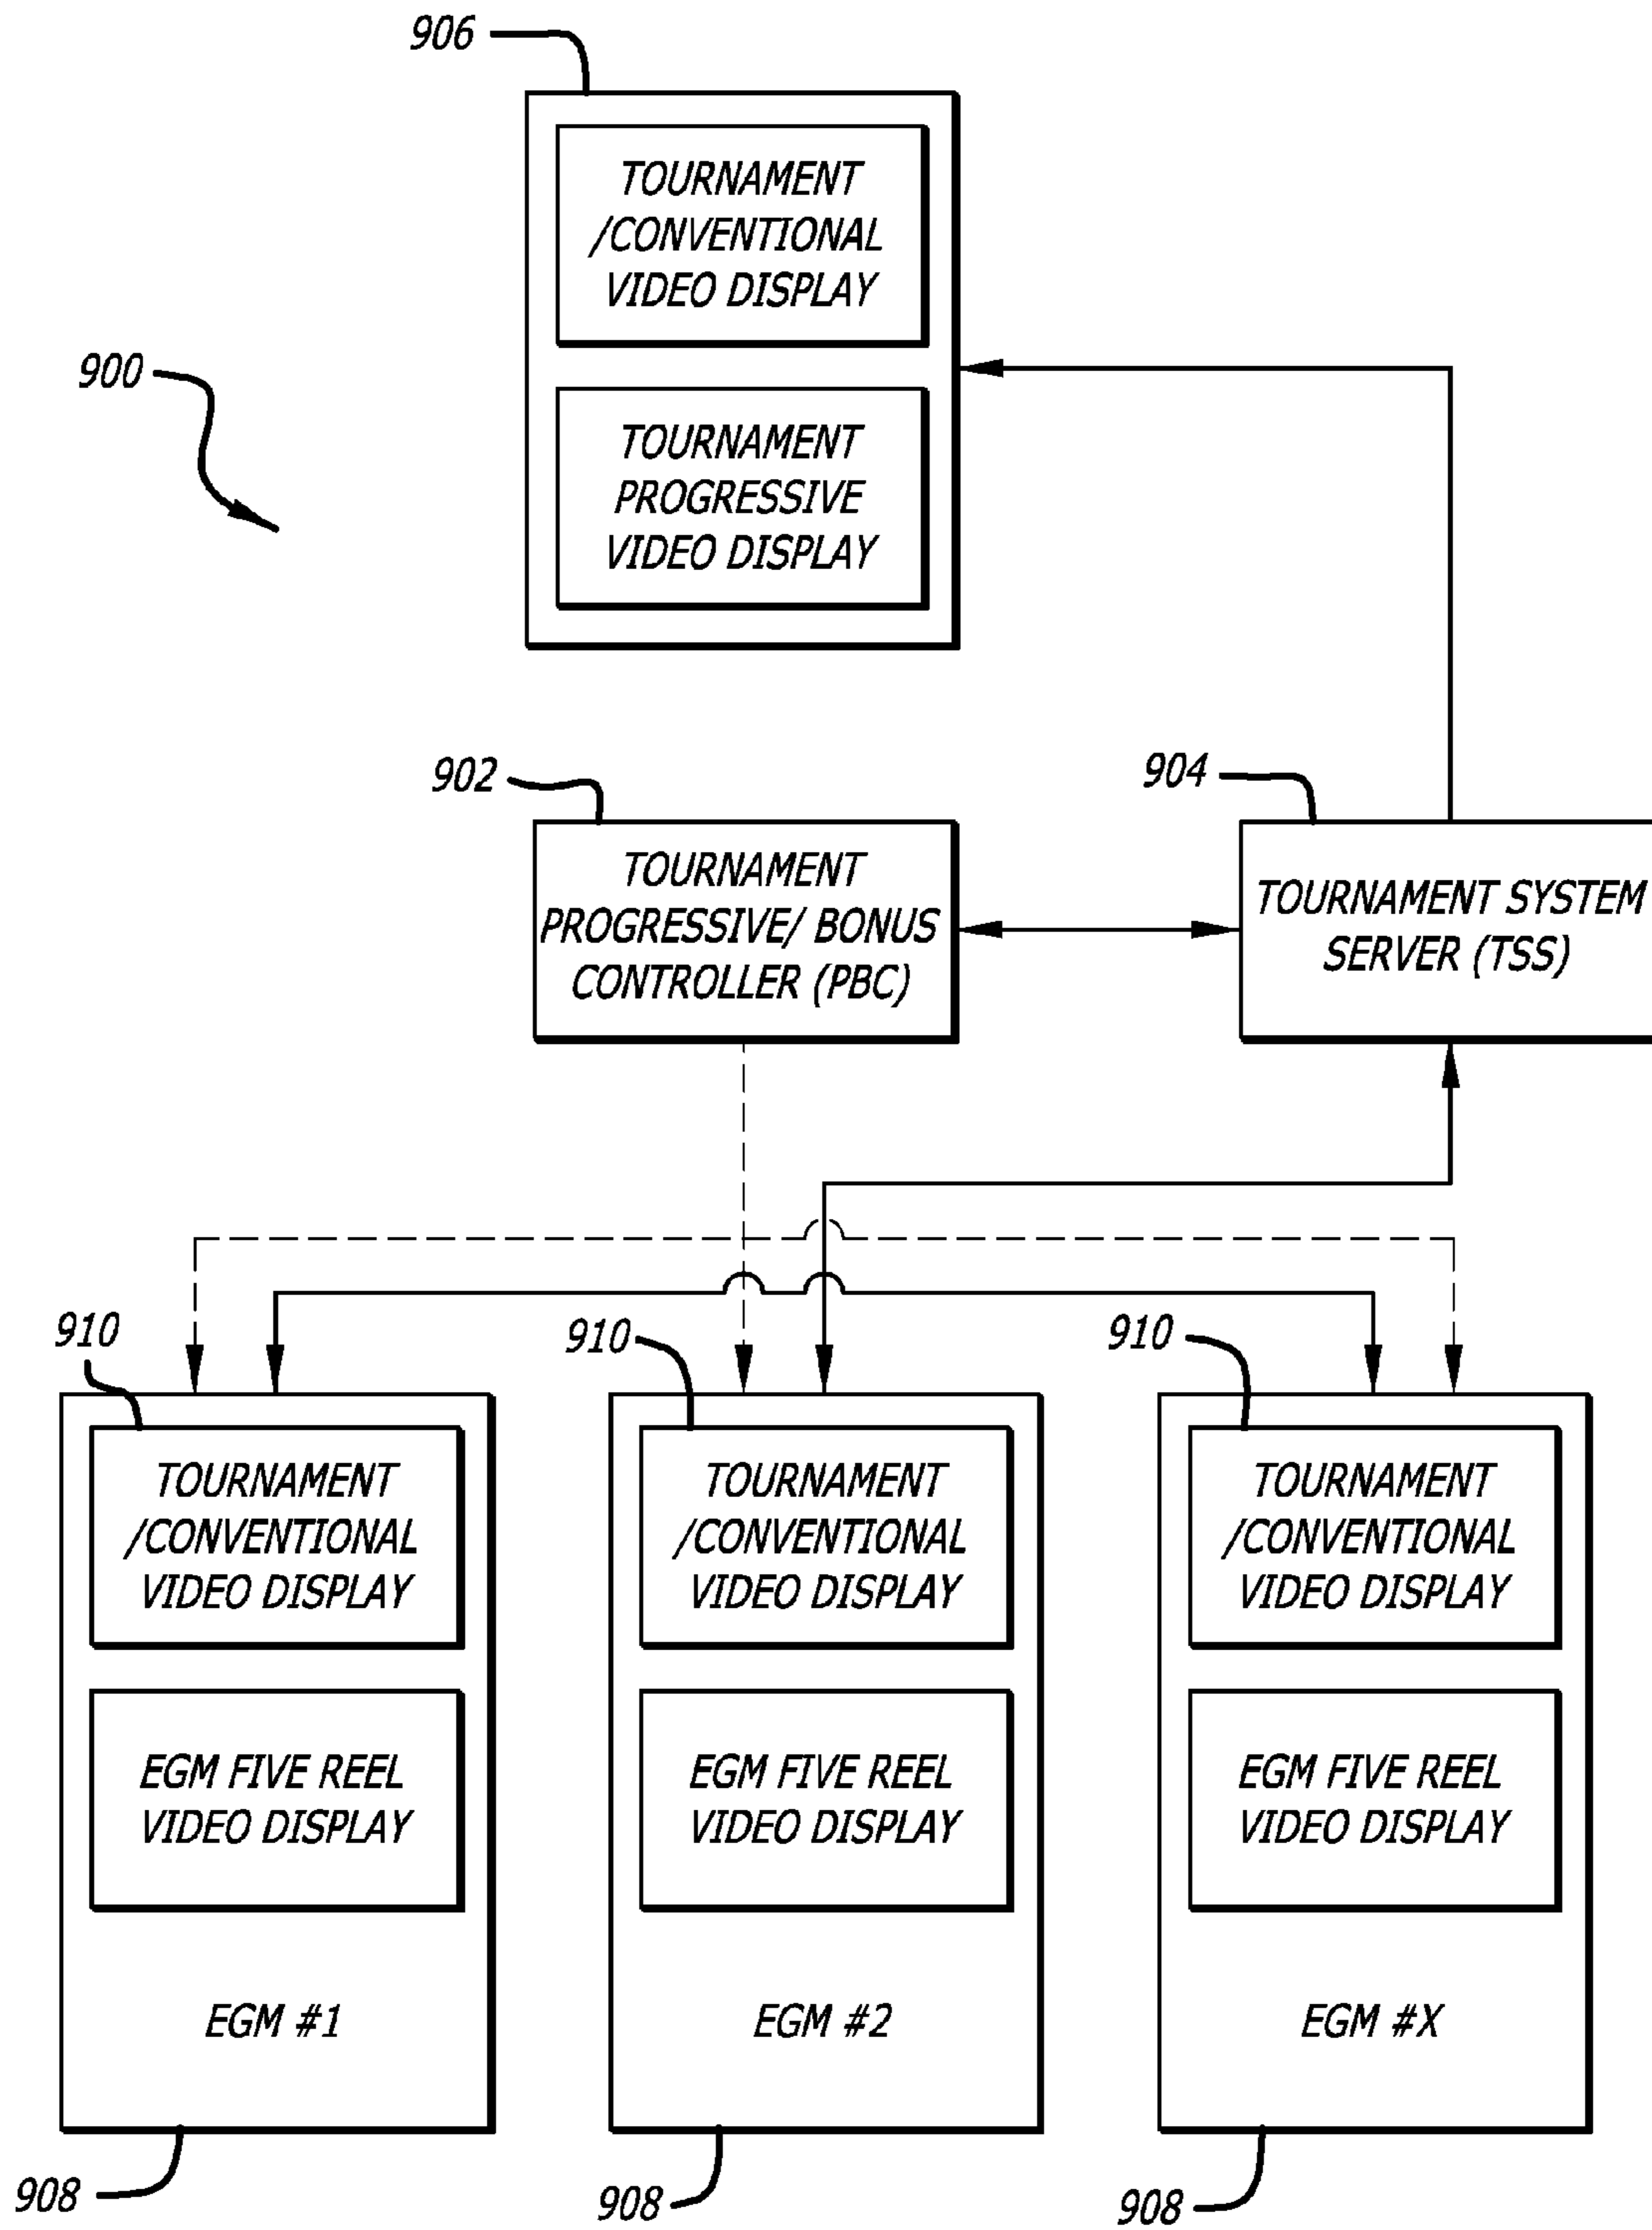 906
TOURNAMENT
/CONVENTIONAL
VIDEO DISPLAY
900
TOURNAMENT
PROGRESSIVE
VIDEO DISPLAY
902
904
TOURNAMENT
PROGRESSIVE/ BONUS
CONTROLLER (PBC)
TOURNAMENT SYSTEM
SERVER (TSS)
910
910
910
TOURNAMENT
/CONVENTIONAL
VIDEO DISPLAY
EGM FIVE REEL
VIDEO DISPLAY
EGM #1
908
TOURNAMENT
/CONVENTIONAL
VIDEO DISPLAY
EGM FIVE REEL
VIDEO DISPLAY
EGM #2
908
TOURNAMENT
/CONVENTIONAL
VIDEO DISPLAY
EGM FIVE REEL
VIDEO DISPLAY
EGM #X
908